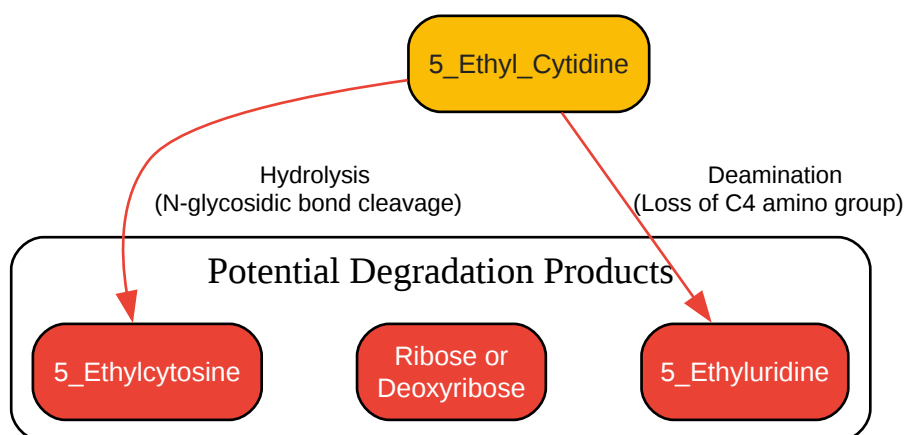 5_Ethyl_Cytidine
Hydrolysis
(N-glycosidic bond cleavage)
Deamination
(Loss of C4 amino group)
Potential Degradation Products
5_Ethylcytosine
Ribose or
Deoxyribose
5_Ethyluridine